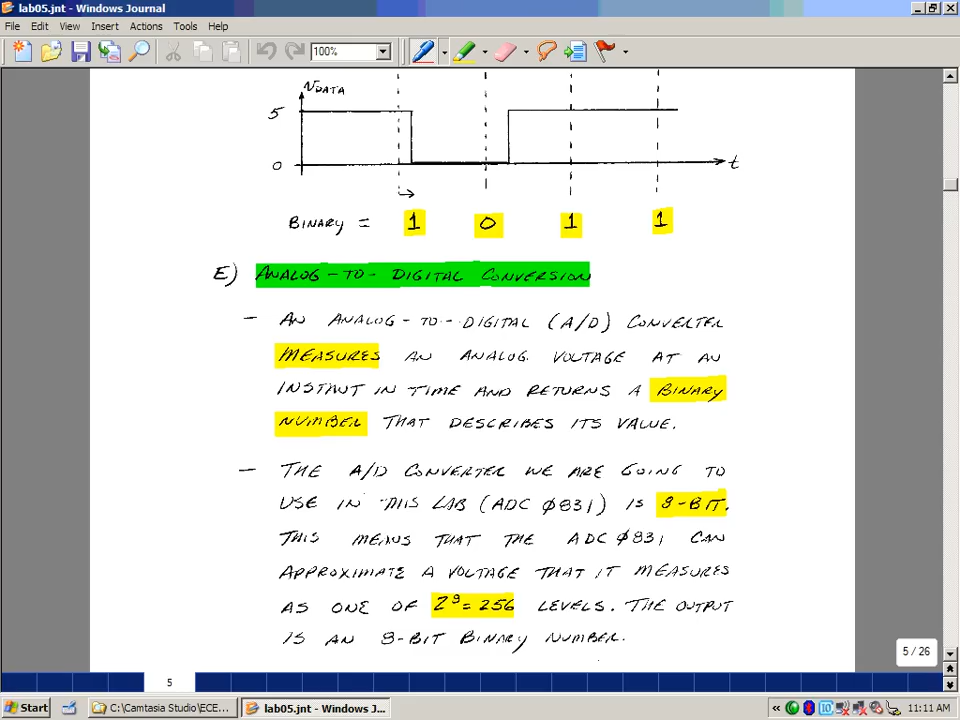 lab05.jnt - Windows Journal
File Edit View Insert Actions Tools Help
100%
VDATA
5
0
t
BINARY = 1 0 1 1
E) ANALOG-TO-DIGITAL CONVERSION
- AN ANALOG-TO-DIGITAL (A/D) CONVERTER
MEASURES AN ANALOG VOLTAGE AT AN
INSTANT IN TIME AND RETURNS A BINARY
NUMBER THAT DESCRIBES ITS VALUE.
- THE A/D CONVERTER WE ARE GOING TO
USE IN THIS LAB (ADC 0831) IS 8-BIT.
THIS MEANS THAT THE ADC 0831 CAN
APPROXIMATE A VOLTAGE THAT IT MEASURES
AS ONE OF 2^8 = 256 LEVELS. THE OUTPUT
IS AN 8-BIT BINARY NUMBER.
5 / 26
5
Start C:\Camtasia Studio\ECE... lab05.jnt - Windows J... 11:11 AM